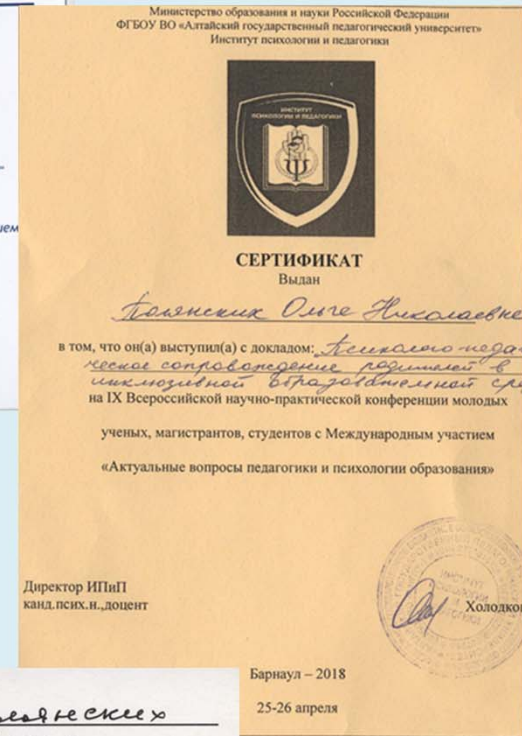 Министерство образования и науки Российской Федерации
ФГБОУ ВО «Алтайский государственный педагогический университет»
Институт психологии и педагогики
ИНСТИТУТ
ПСИХОЛОГИИ И ПЕДАГОГИКИ
Ψ
СЕРТИФИКАТ
Выдан
Полянских Ольге Николаевне
в том, что он(а) выступил(а) с докладом: Психолого-педаго
ческое сопровождение родителей в
инклюзивной образовательной сре
на IX Всероссийской научно-практической конференции молодых
ученых, магистрантов, студентов с Международным участием
«Актуальные вопросы педагогики и психологии образования»
Директор ИПиП
канд.псих.н.,доцент
Холодков
Барнаул – 2018
25-26 апреля